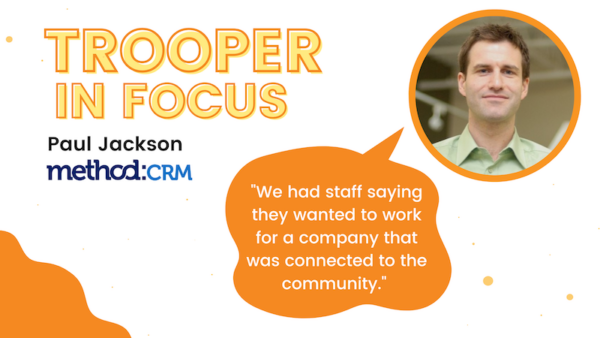 TROOPER
IN FOCUS
Paul Jackson
method:CRM
"We had staff saying
they wanted to work
for a company that
was connected to the
community."